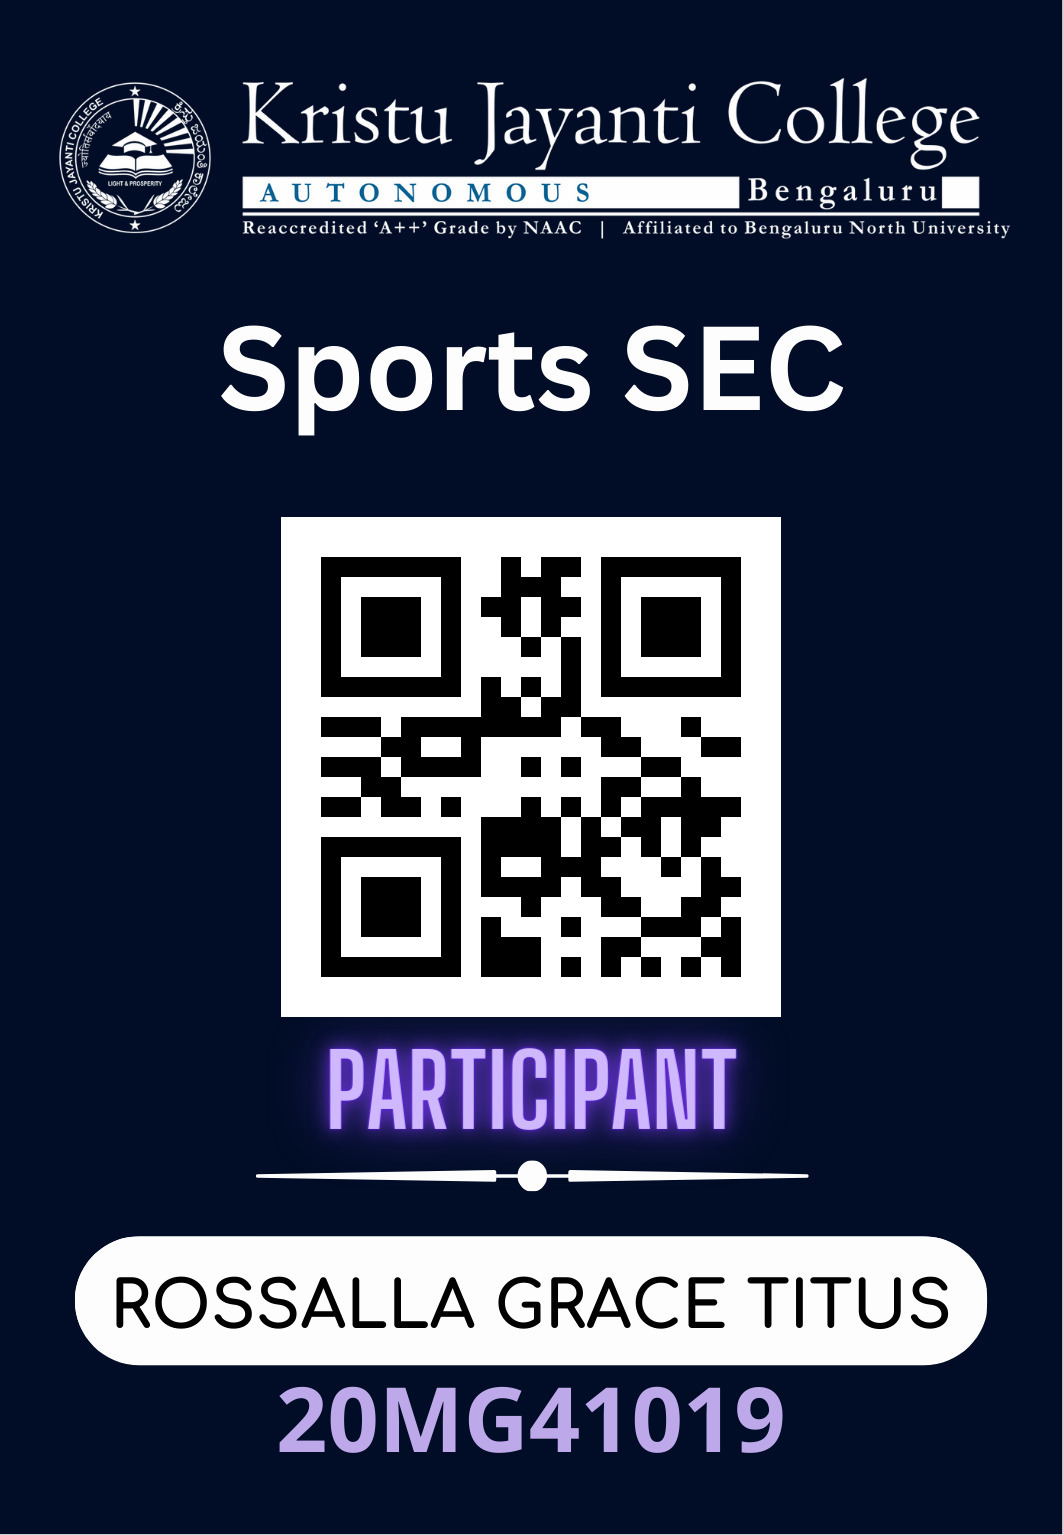 KRISTU JAYANTI COLLEGE
ज्योतिसंवादयाय
LIGHT & PROSPERITY
Kristu Jayanti College
AUTONOMOUS Bengaluru
Reaccredited ‘A++’ Grade by NAAC | Affiliated to Bengaluru North University
Sports SEC
PARTICIPANT
ROSSALLA GRACE TITUS
20MG41019